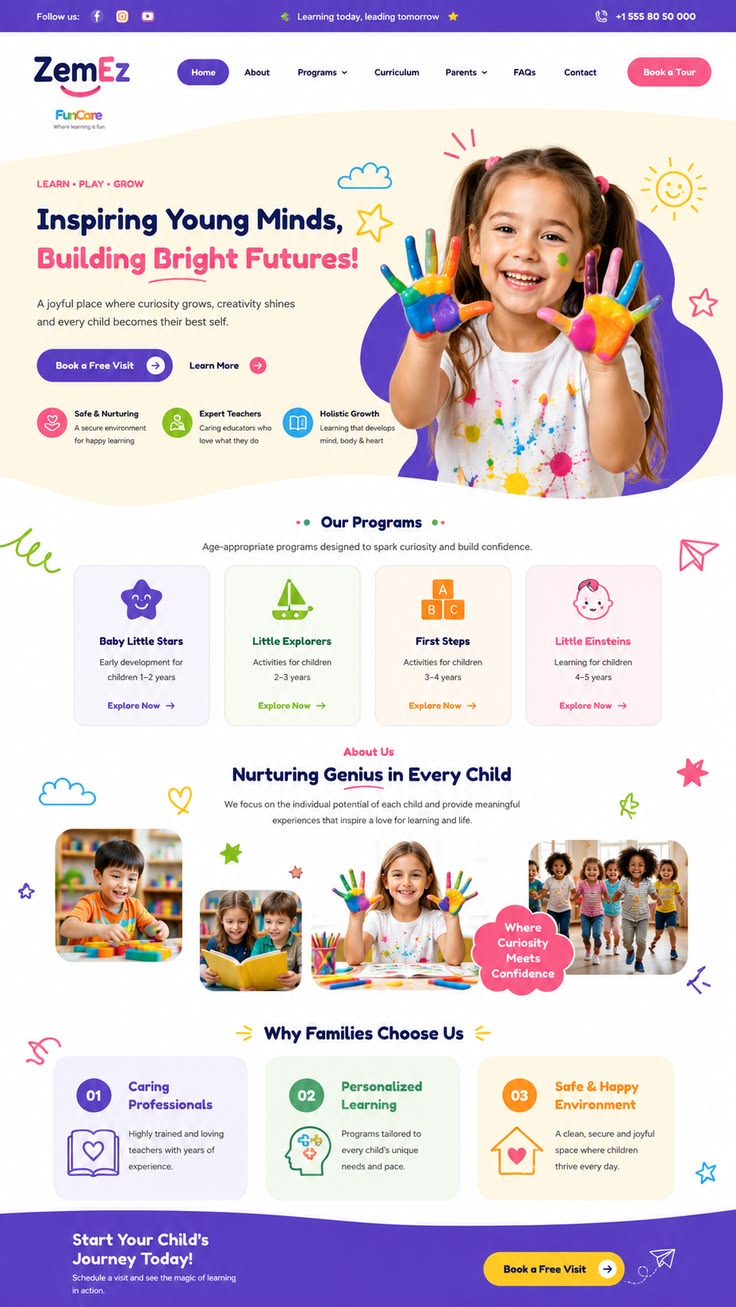 Follow us:
Learning today, leading tomorrow
+1 555 80 50 000
ZemEz
FunCare
Where learning is fun
Home
About
Programs
Curriculum
Parents
FAQs
Contact
Book a Tour
LEARN • PLAY • GROW
Inspiring Young Minds,
Building Bright Futures!
A joyful place where curiosity grows, creativity shines
and every child becomes their best self.
Book a Free Visit
Learn More
Safe & Nurturing
A secure environment
for happy learning
Expert Teachers
Caring educators who
love what they do
Holistic Growth
Learning that develops
mind, body & heart
Our Programs
Age-appropriate programs designed to spark curiosity and build confidence.
Baby Little Stars
Early development for
children 1–2 years
Explore Now
Little Explorers
Activities for children
2–3 years
Explore Now
A
B C
First Steps
Activities for children
3–4 years
Explore Now
Little Einsteins
Learning for children
4–5 years
Explore Now
About Us
Nurturing Genius in Every Child
We focus on the individual potential of each child and provide meaningful
experiences that inspire a love for learning and life.
Where
Curiosity
Meets
Confidence
Why Families Choose Us
01
Caring
Professionals
Highly trained and loving
teachers with years of
experience.
02
Personalized
Learning
Programs tailored to
every child's unique
needs and pace.
03
Safe & Happy
Environment
A clean, secure and joyful
space where children
thrive every day.
Start Your Child's
Journey Today!
Schedule a visit and see the magic of learning
in action.
Book a Free Visit